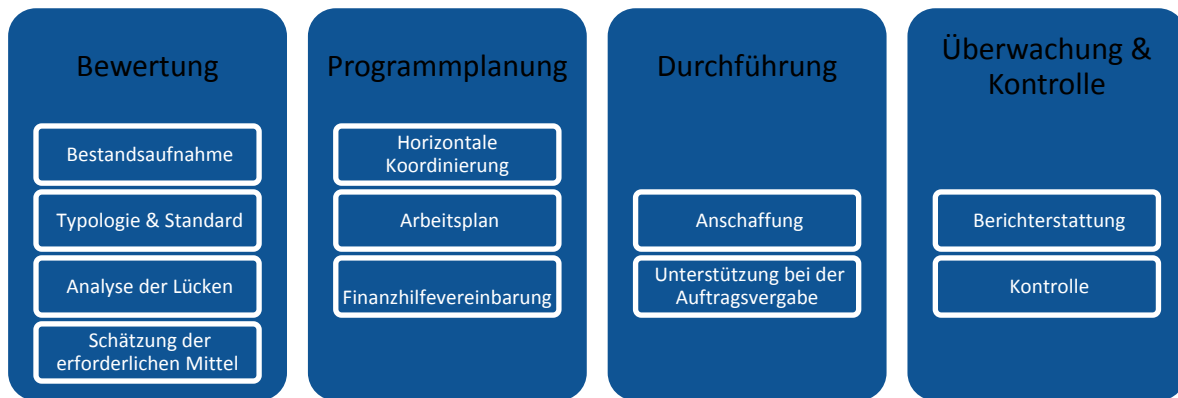 Bewertung
Bestandsaufnahme
Typologie & Standard
Analyse der Lücken
Schätzung der
erforderlichen Mittel
Programmplanung
Horizontale
Koordinierung
Arbeitsplan
Finanzhilfevereinbarung
Durchführung
Anschaffung
Unterstützung bei der
Auftragsvergabe
Überwachung &
Kontrolle
Berichterstattung
Kontrolle